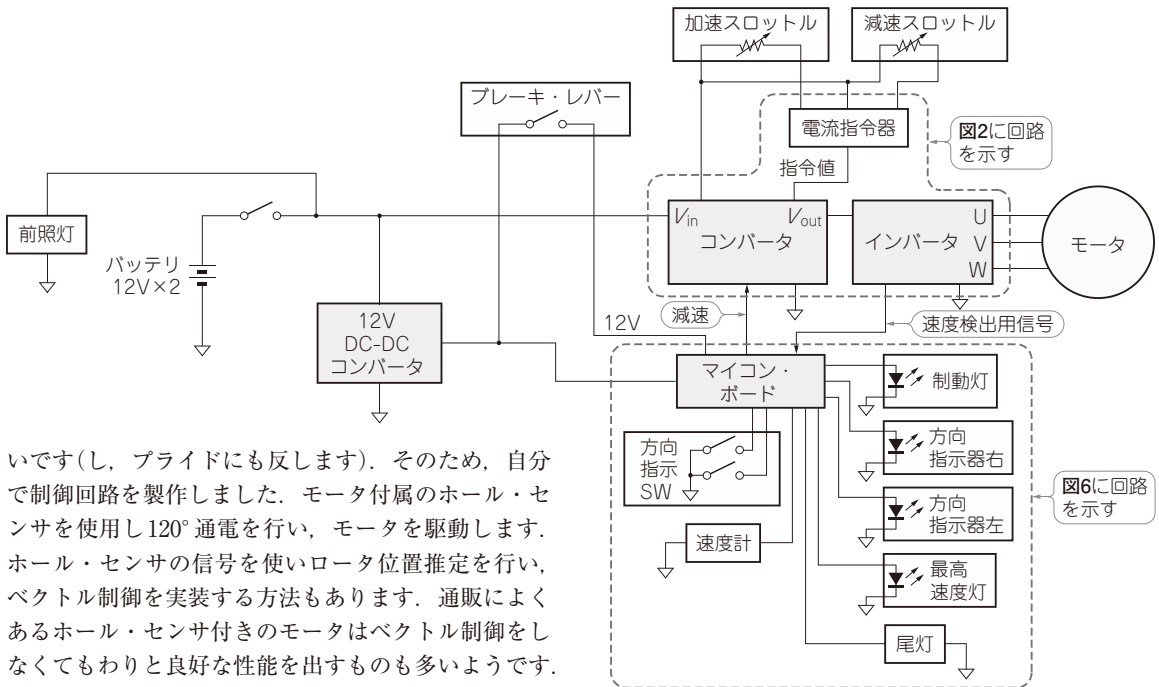 加速スロットル
減速スロットル
ブレーキ・レバー
電流指令器
図2に回路
を示す
指令値
前照灯
バッテリ
12V×2
Vin
Vout
コンバータ
インバータ
U
V
W
モータ
12V
DC-DC
コンバータ
12V
減速
速度検出用信号
マイコン・
ボード
制動灯
方向
指示
SW
方向
指示器右
方向
指示器左
図6に回路
を示す
速度計
最高
速度灯
尾灯
いです(し，プライドにも反します)．そのため，自分
で制御回路を製作しました．モータ付属のホール・セ
ンサを使用し120°通電を行い，モータを駆動します．
ホール・センサの信号を使いロータ位置推定を行い，
ベクトル制御を実装する方法もあります．通販によく
あるホール・センサ付きのモータはベクトル制御をし
なくてもわりと良好な性能を出すものも多いようです．